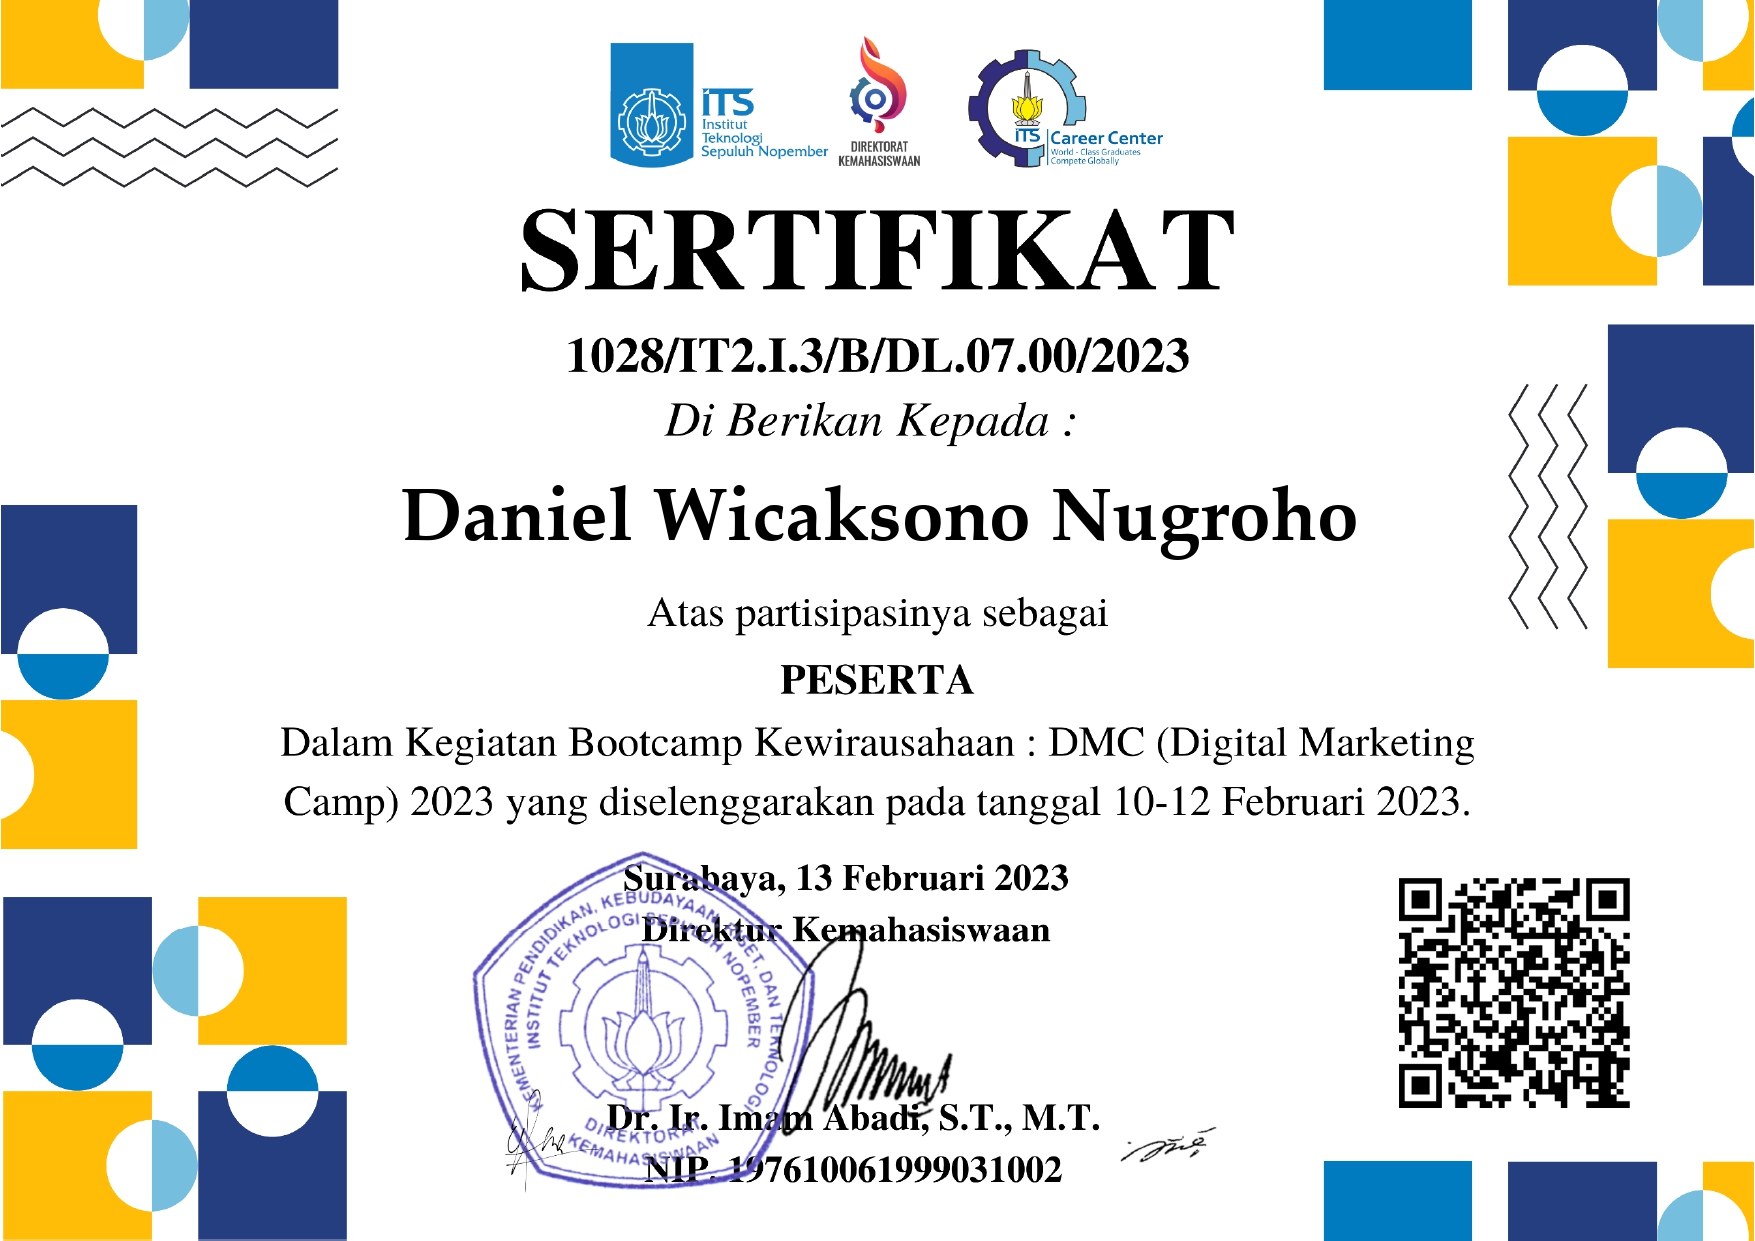 ITS
Institut
Teknologi
Sepuluh Nopember
DIREKTORAT
KEMAHASISWAAN
ITS
Career Center
World - Class Graduates
Compete Globally
SERTIFIKAT
1028/IT2.I.3/B/DL.07.00/2023
Di Berikan Kepada :
Daniel Wicaksono Nugroho
Atas partisipasinya sebagai
PESERTA
Dalam Kegiatan Bootcamp Kewirausahaan : DMC (Digital Marketing
Camp) 2023 yang diselenggarakan pada tanggal 10-12 Februari 2023.
Surabaya, 13 Februari 2023
Direktur Kemahasiswaan
KEMENTERIAN PENDIDIKAN, KEBUDAYAAN, RISET, DAN TEKNOLOGI
INSTITUT TEKNOLOGI SEPULUH NOPEMBER
DIREKTORAT
KEMAHASISWAAN
Dr. Ir. Imam Abadi, S.T., M.T.
NIP. 197610061999031002